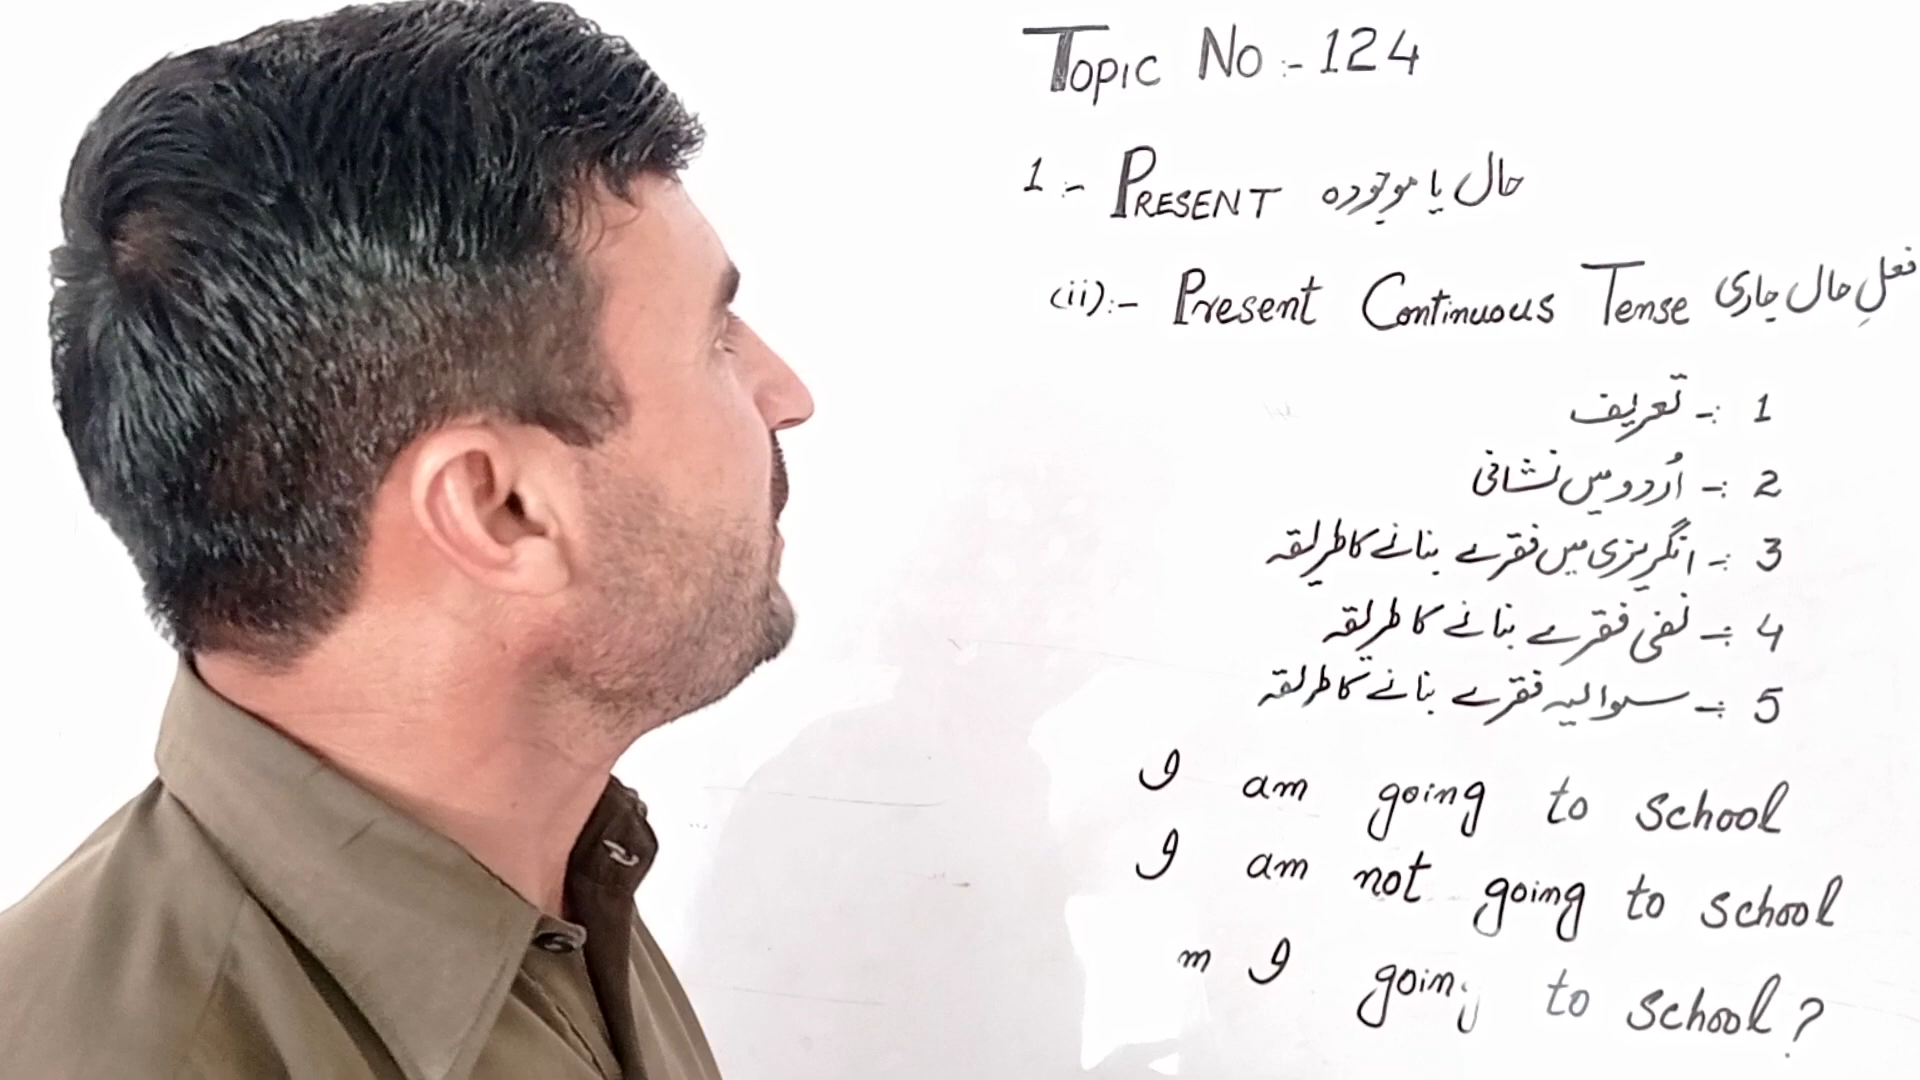 TOPIC NO :- 124
1 :- PRESENT حال یا موجودہ
(ii) :- Present Continuous Tense فعلِ حال جاری
1 :- تعریف
2 :- اُردو میں نشانی
3 :- انگریزی میں فقرے بنانے کا طریقہ
4 :- نفی فقرے بنانے کا طریقہ
5 :- سوالیہ فقرے بنانے کا طریقہ
I am going to school
I am not going to school
m I going to school ?